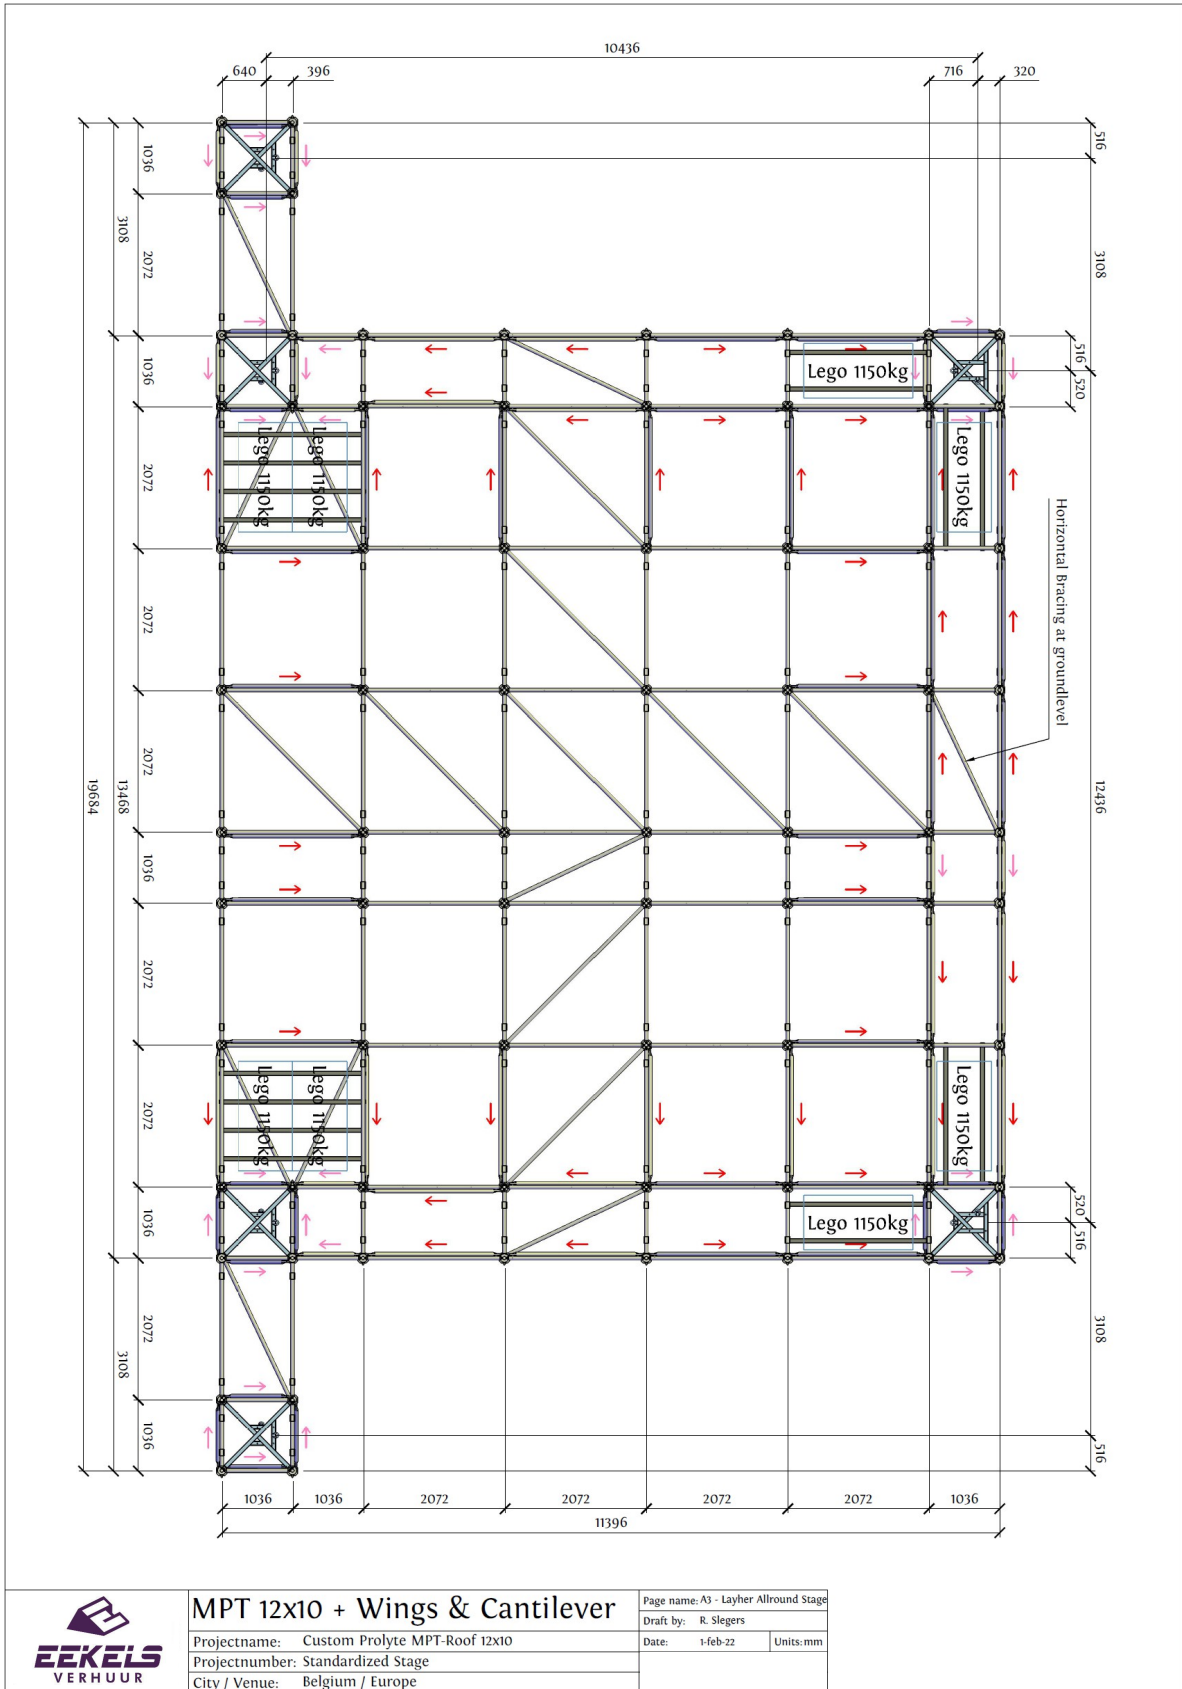 10436
640
396
716
320
516
1036
3108
2072
3108
1036
516
520
Lego 1150kg
2072
Lego 1150kg
Lego 1150kg
Lego 1150kg
Horizontal Bracing at groundlevel
2072
2072
19684
13468
12436
1036
2072
2072
Lego 1150kg
Lego 1150kg
Lego 1150kg
1036
Lego 1150kg
520
516
2072
3108
3108
1036
516
1036
1036
2072
2072
2072
2072
1036
11396
MPT 12x10 + Wings & Cantilever
Projectname: Custom Prolyte MPT-Roof 12x10
Projectnumber: Standardized Stage
City / Venue: Belgium / Europe
Page name: A3 - Layher Allround Stage
Draft by: R. Slegers
Date: 1-feb-22 Units: mm
EEKELS
VERHUUR